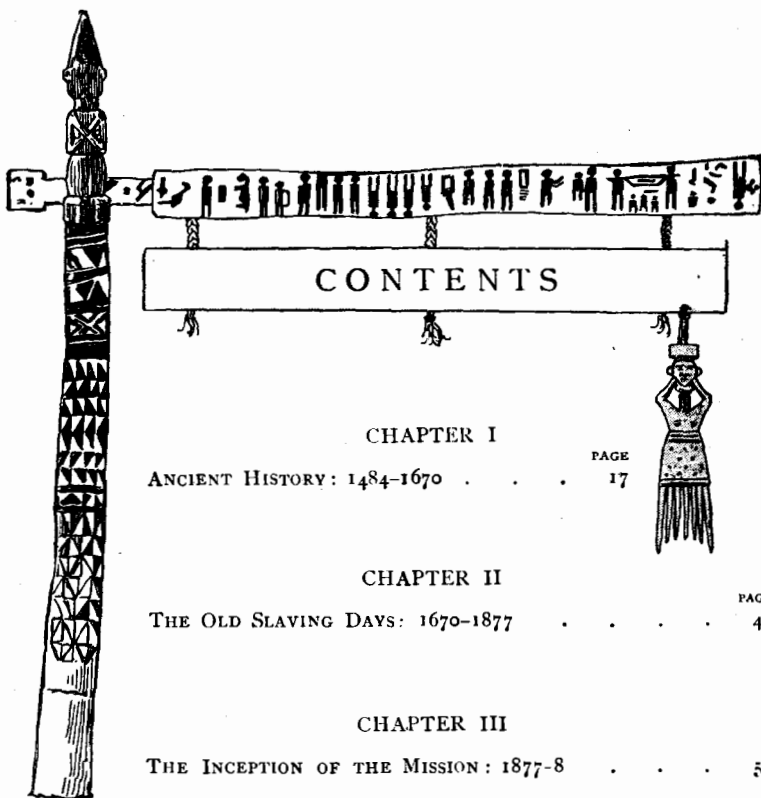 CONTENTS
CHAPTER I
PAGE
ANCIENT HISTORY: 1484-1670 . . . 17
CHAPTER II
THE OLD SLAVING DAYS: 1670-1877 . . . .
CHAPTER III
THE INCEPTION OF THE MISSION: 1877-8 . . .